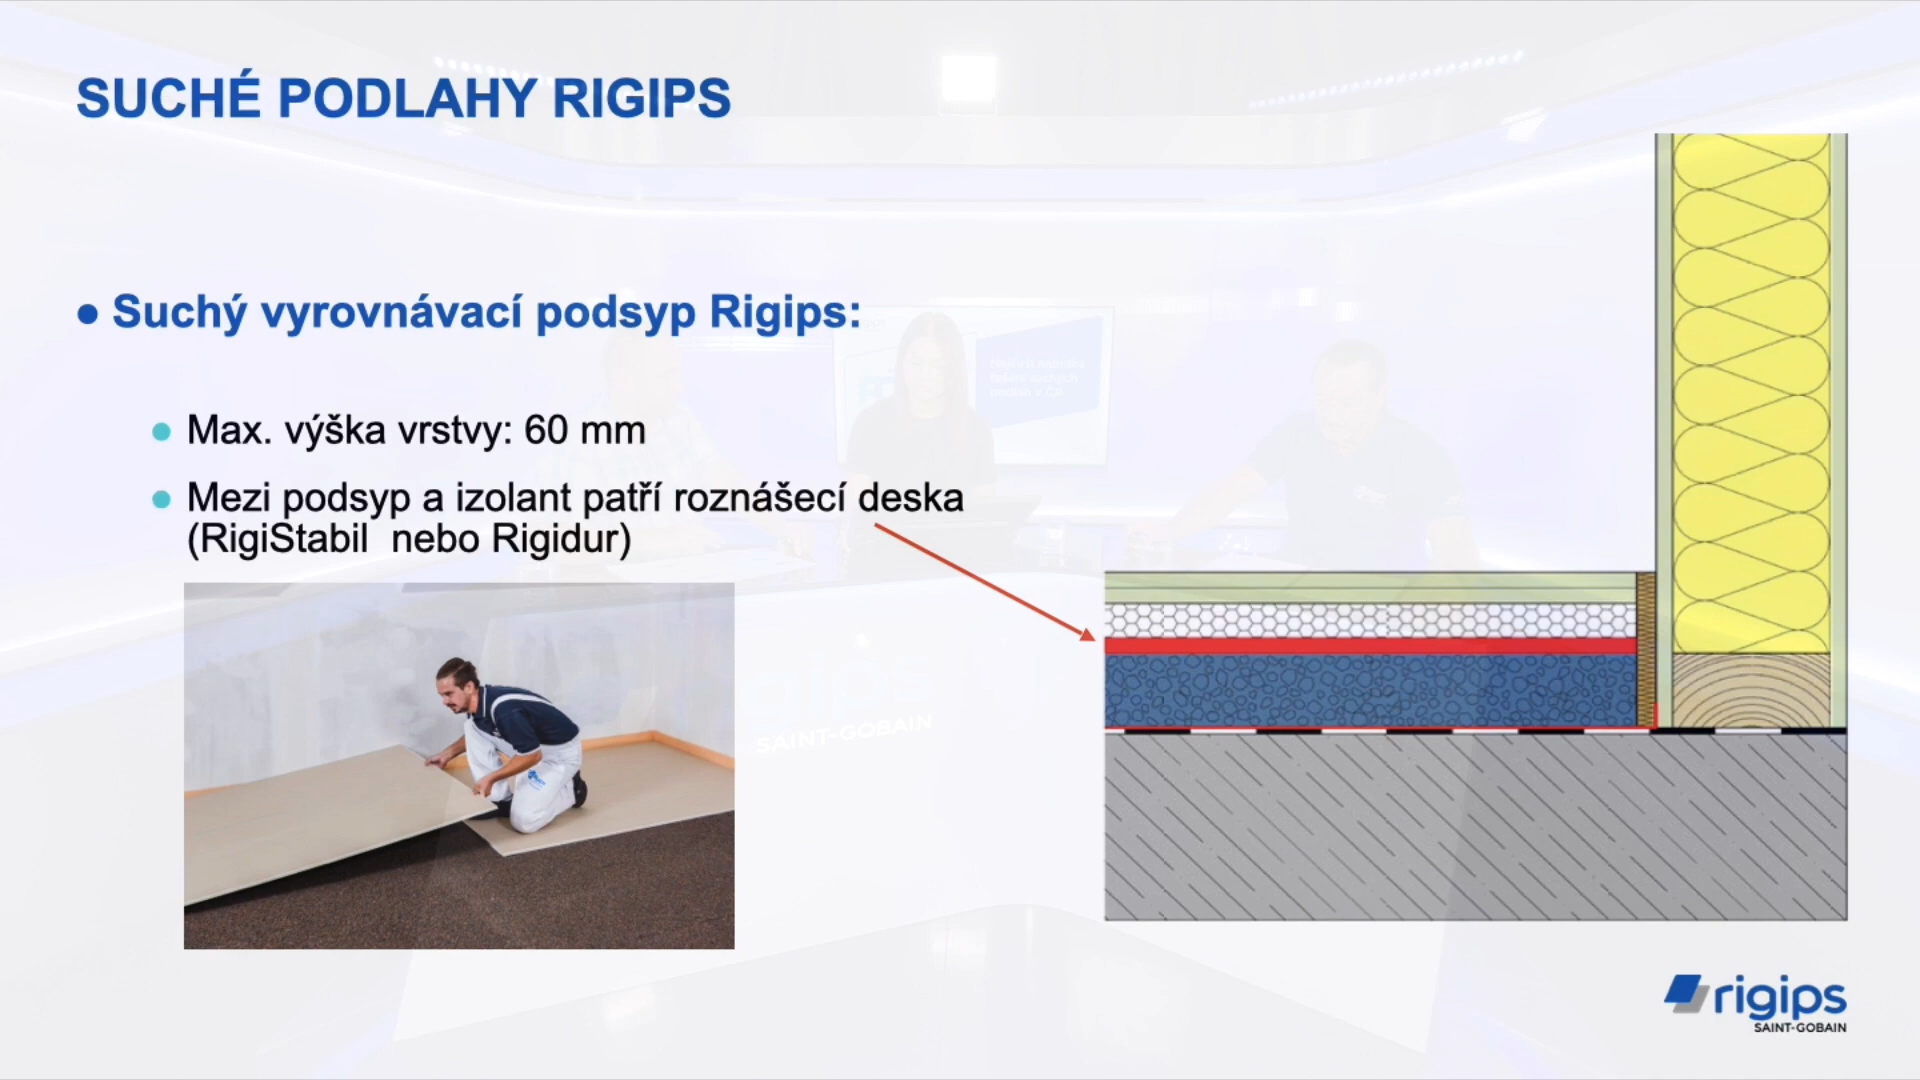 SUCHÉ PODLAHY RIGIPS
● Suchý vyrovnávací podsyp Rigips:
● Max. výška vrstvy: 60 mm
● Mezi podsyp a izolant patří roznášecí deska
(RigiStabil nebo Rigidur)
SAINT-GOBAIN
rigips
SAINT-GOBAIN